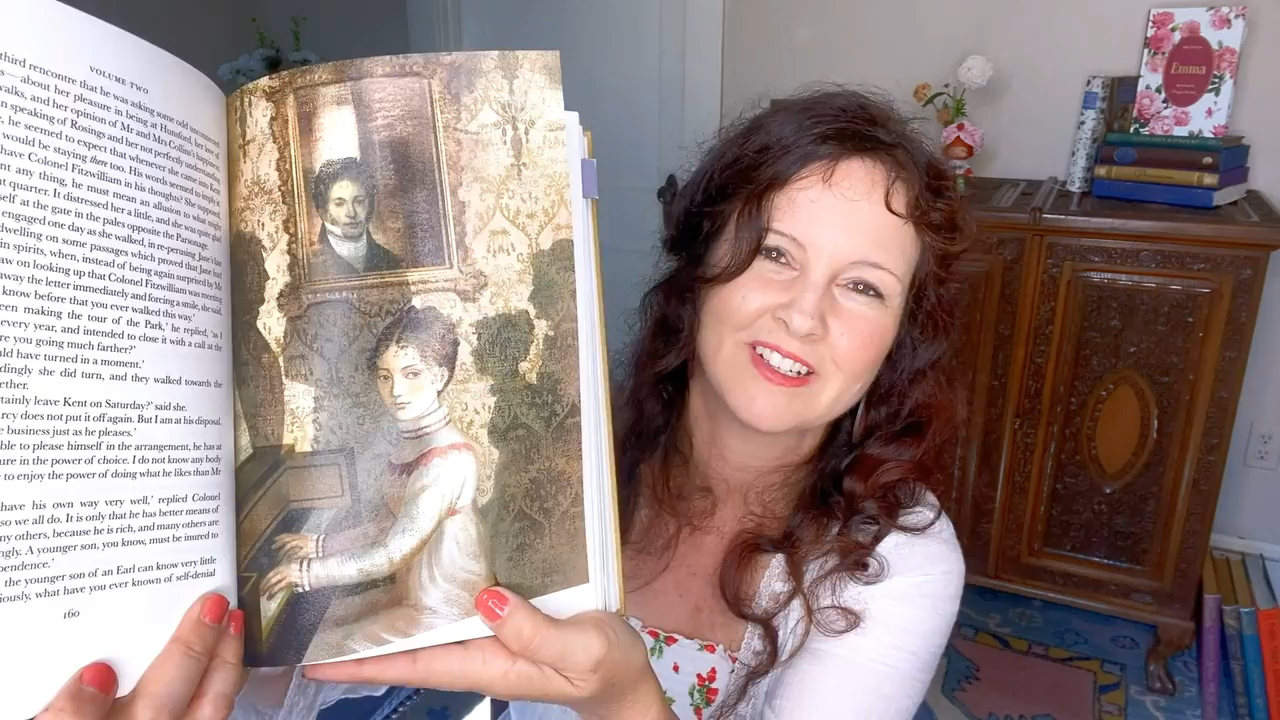 VOLUME TWO
third rencontre that he was asking some odd unconnected
s—about her pleasure in being at Hunsford, her love of
walks, and her opinion of Mr and Mrs Collins's happiness;
n speaking of Rosings and her not perfectly understanding
, he seemed to expect that whenever she came into Kent
would be staying there too. His words seemed to imply it.
have Colonel Fitzwilliam in his thoughts? She supposed,
nt any thing, he must mean an allusion to what might
t quarter. It distressed her a little, and she was quite glad
self at the gate in the pales opposite the Parsonage.
engaged one day as she walked, in re-perusing Jane's last
dwelling on some passages which proved that Jane had
in spirits, when, instead of being again surprised by Mr
aw on looking up that Colonel Fitzwilliam was meeting
away the letter immediately and forcing a smile, she said,
know before that you ever walked this way.'
een making the tour of the Park,' he replied, 'as I
every year, and intended to close it with a call at the
re you going much farther?'
uld have turned in a moment.'
dingly she did turn, and they walked towards the
ether.
tainly leave Kent on Saturday?' said she.
rcy does not put it off again. But I am at his disposal.
e business just as he pleases.'
ble to please himself in the arrangement, he has at
ure in the power of choice. I do not know any body
e to enjoy the power of doing what he likes than Mr
have his own way very well,' replied Colonel
so we all do. It is only that he has better means of
ny others, because he is rich, and many others are
ngly. A younger son, you know, must be inured to
pendence.'
the younger son of an Earl can know very little
iously, what have you ever known of self-denial
160
Emma